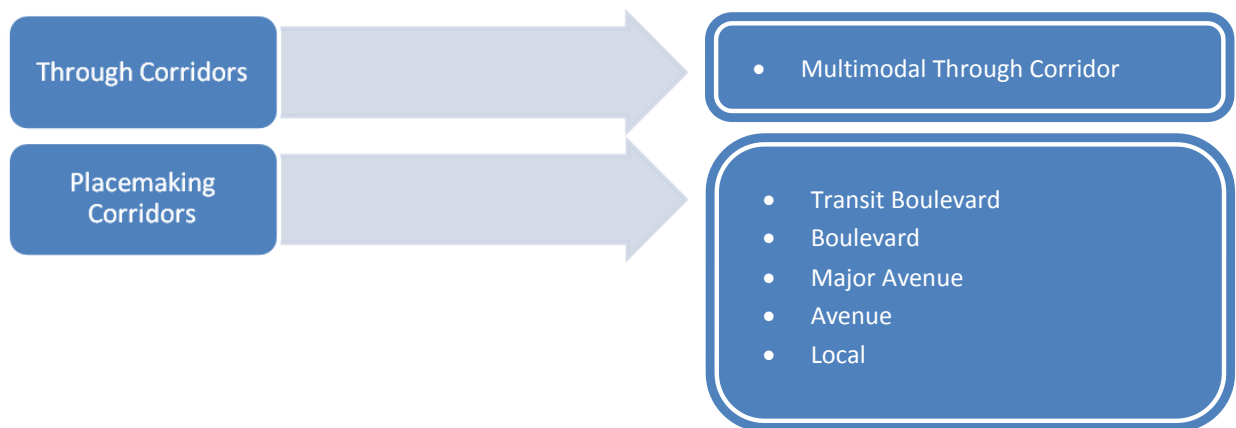 Through Corridors
• Multimodal Through Corridor
Placemaking
Corridors
• Transit Boulevard
• Boulevard
• Major Avenue
• Avenue
• Local